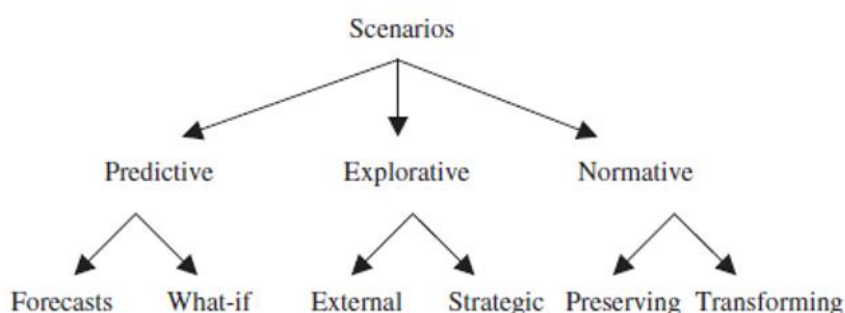 Scenarios
Predictive Explorative Normative
Forecasts What-if External Strategic Preserving Transforming